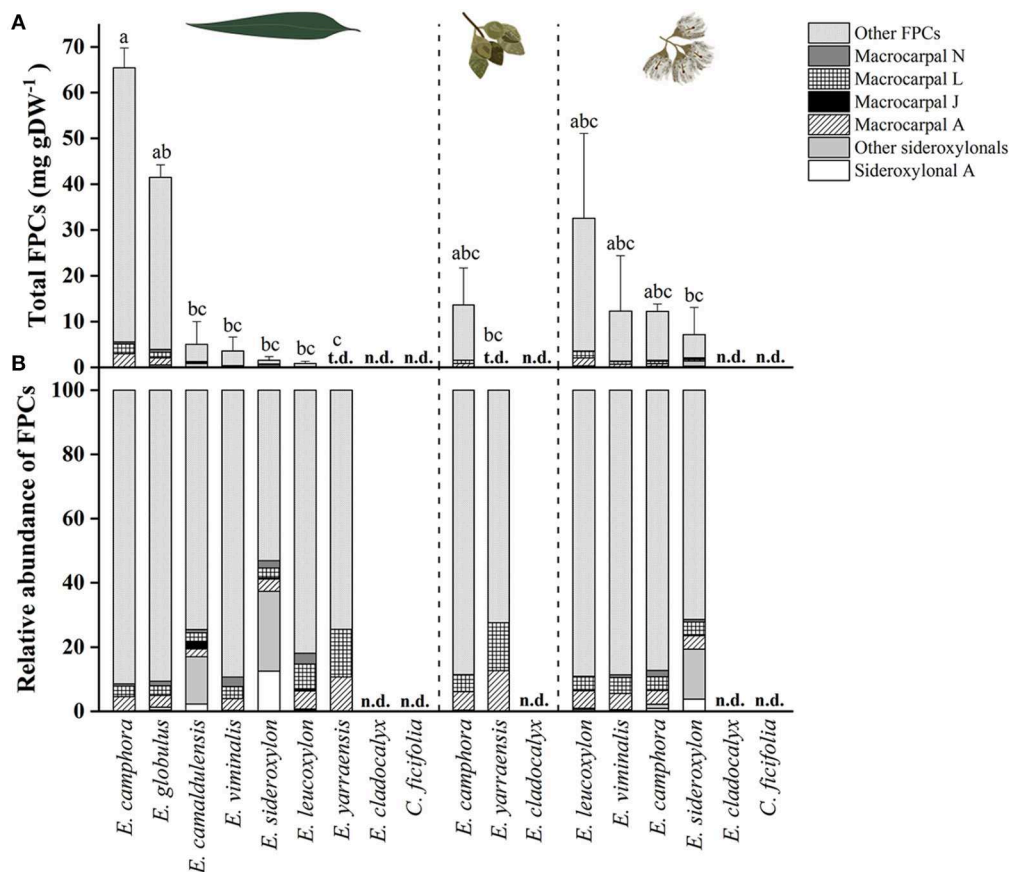 A
Total FPCs (mg gDW-1)
70
60
50
40
30
20
10
0
a
ab
bc
bc
bc
bc
c
t.d.
n.d.
n.d.
abc
bc
t.d.
n.d.
abc
abc
abc
bc
n.d.
n.d.
Other FPCs
Macrocarpal N
Macrocarpal L
Macrocarpal J
Macrocarpal A
Other sideroxylonals
Sideroxylonal A
B
Relative abundance of FPCs
100
80
60
40
20
0
n.d.
n.d.
n.d.
n.d.
n.d.
E. camphora
E. globulus
E. camaldulensis
E. viminalis
E. sideroxylon
E. leucoxylon
E. yarraensis
E. cladocalyx
C. ficifolia
E. camphora
E. yarraensis
E. cladocalyx
E. leucoxylon
E. viminalis
E. camphora
E. sideroxylon
E. cladocalyx
C. ficifolia